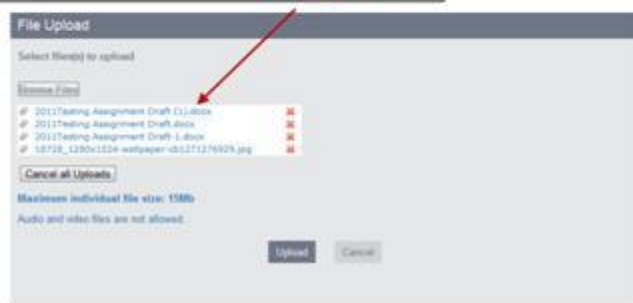 File Upload
Select file(s) to upload
Browse Files
2011Testing Assignment Draft (1).docx
2011Testing Assignment Draft.docx
2011Testing Assignment Draft-1.docx
Cancel all Uploads
Maximum individual file size: 15Mb
Audio and video files are not allowed.
Upload Cancel